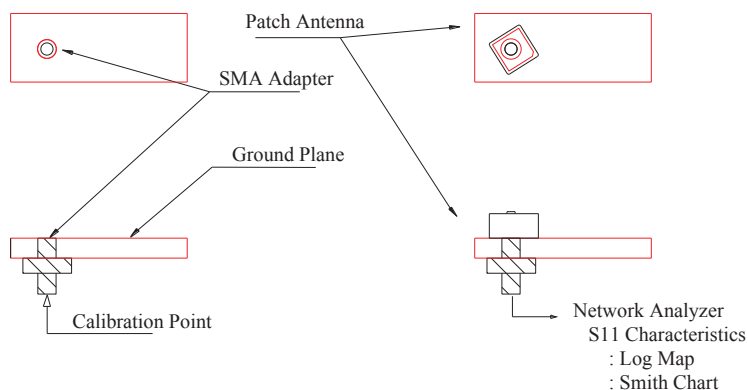 Patch Antenna
SMA Adapter
Ground Plane
Calibration Point
Network Analyzer
S11 Characteristics
: Log Map
: Smith Chart